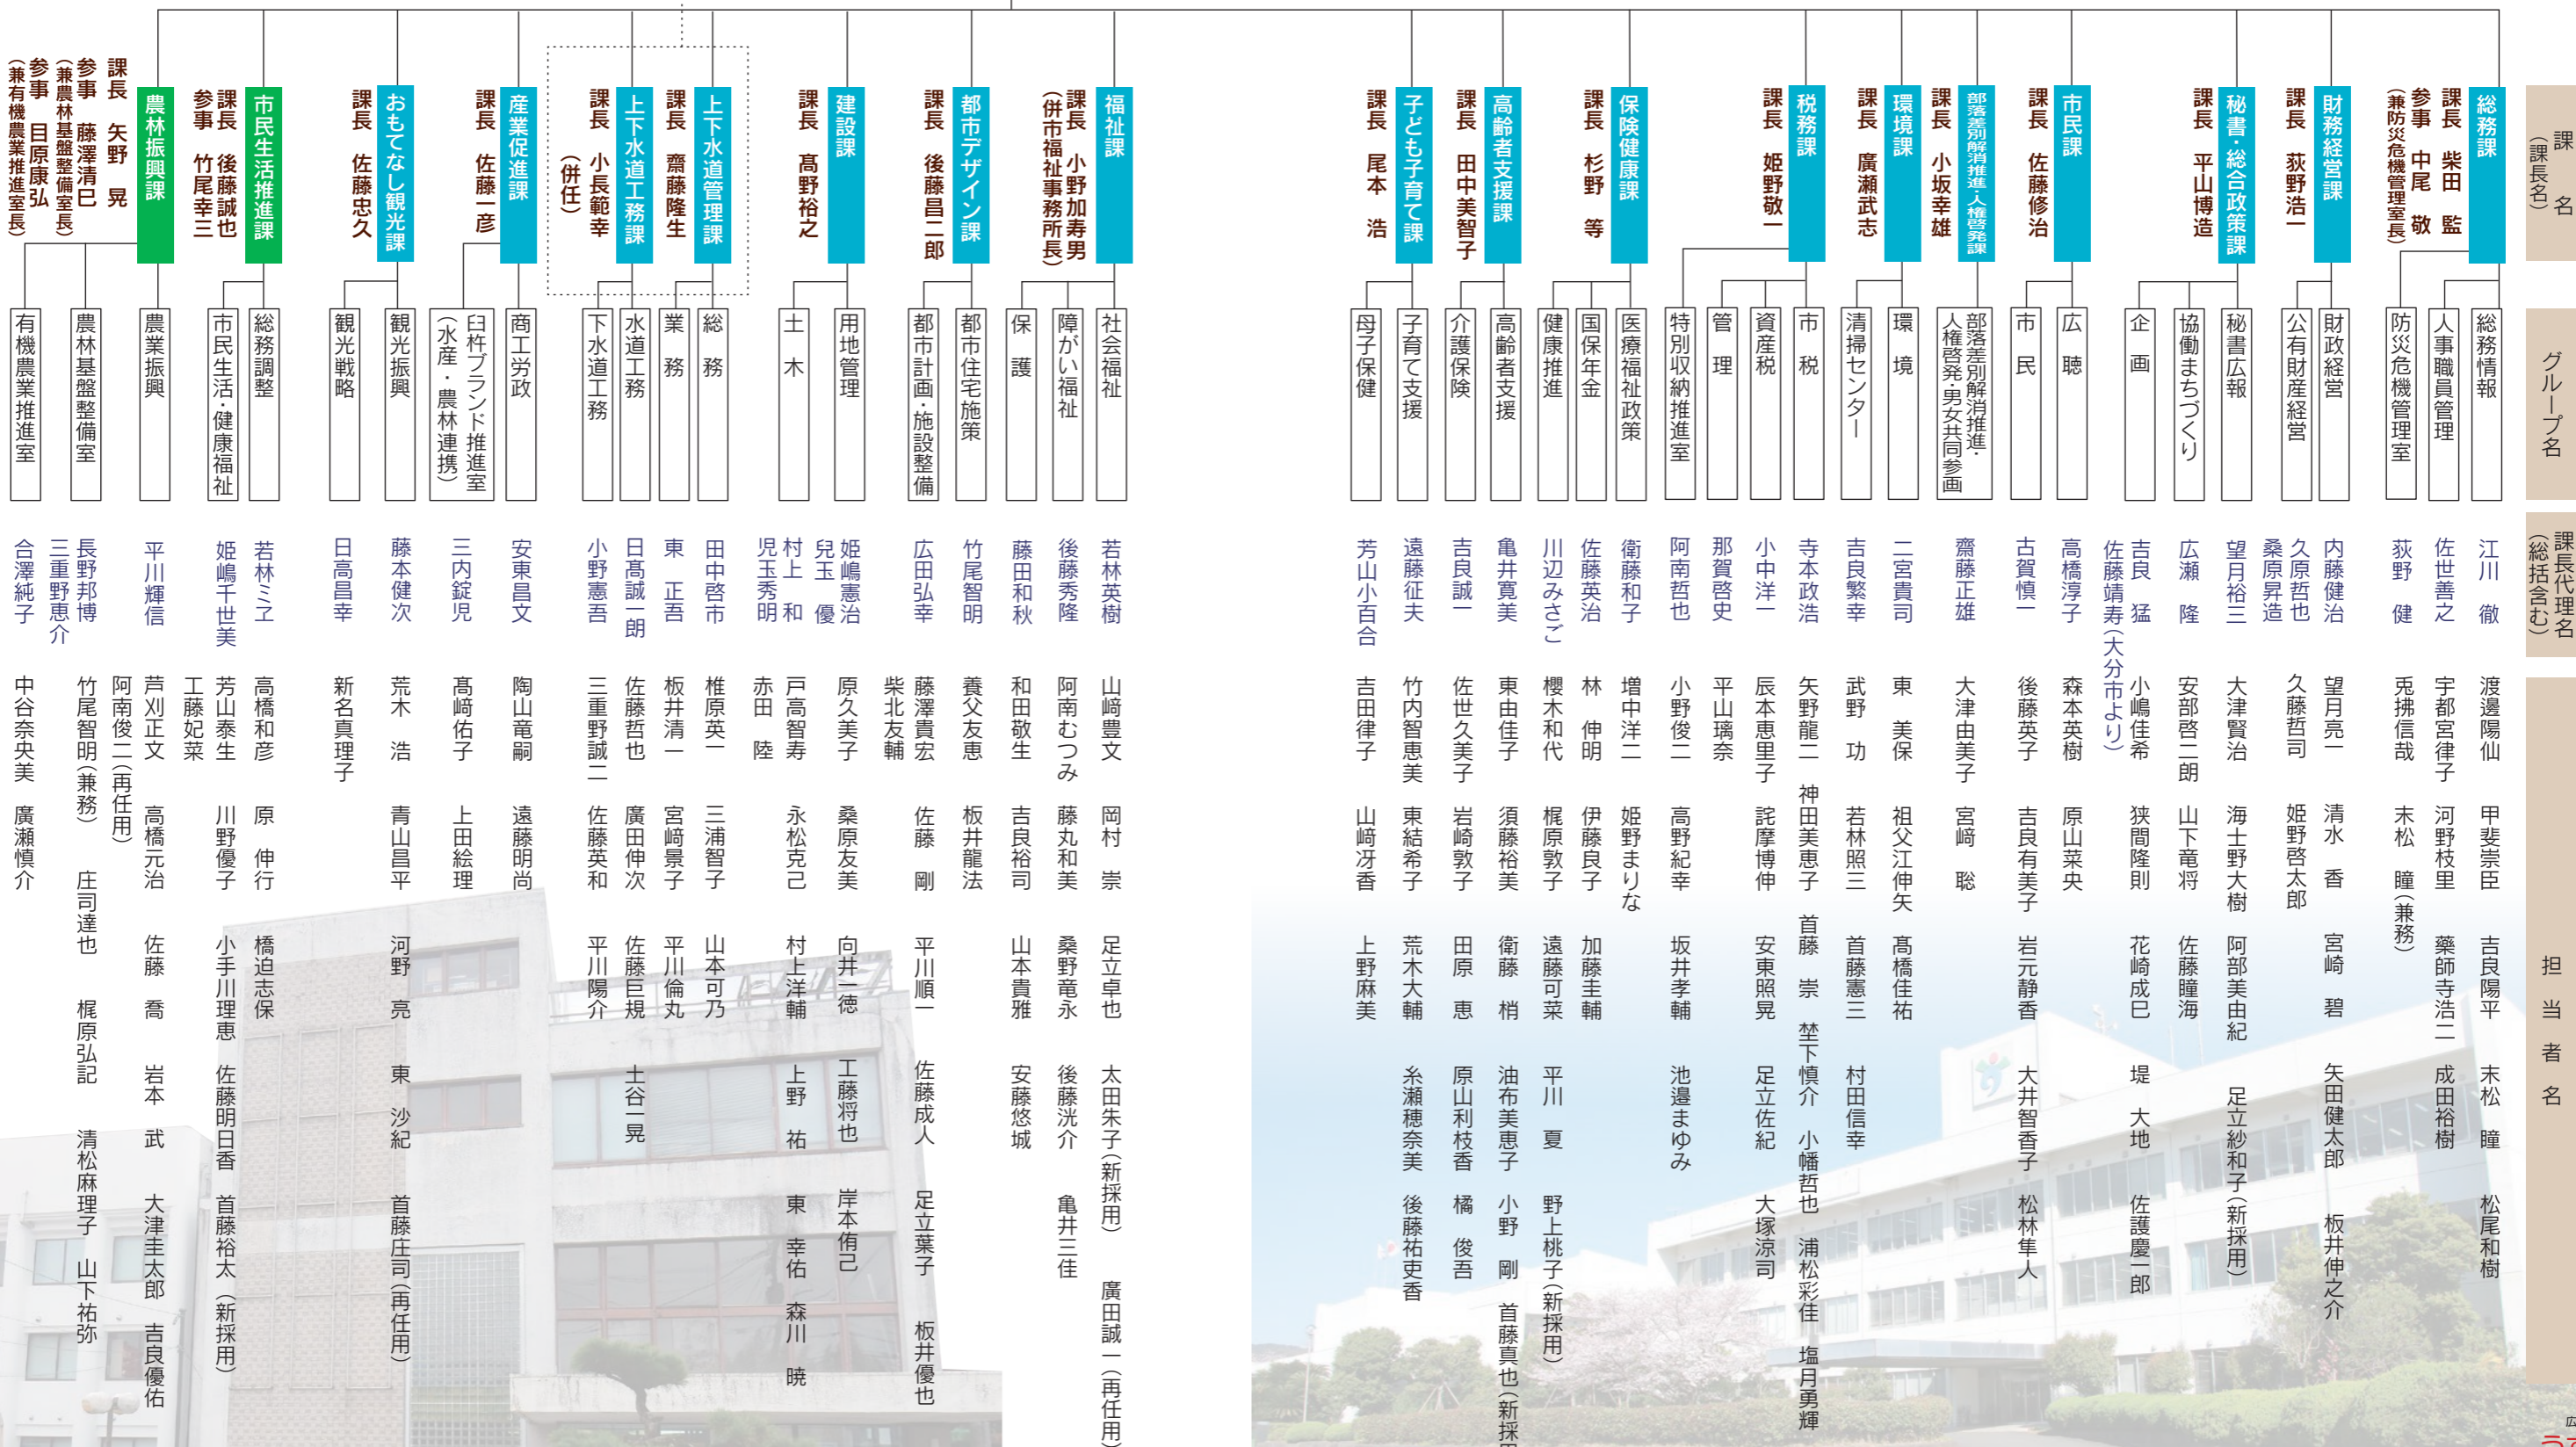 課名
(課長名)
グループ名
課長代理名
(総括含む)
担当者名
総務課
課長 柴田 監
参事 中尾 敬
(兼防災危機管理室長)
総務情報
江川 徹 渡邊陽仙 甲斐崇臣 吉良陽平 末松 瞳 松尾和樹
人事職員管理
佐世善之 宇都宮律子 河野枝里 薬師寺浩二 成田裕樹
防災危機管理室
荻野 健 兎拂信哉 末松 瞳(兼務)
財務経営課
課長 荻野浩一
財政経営
内藤健治 望月亮一 清水 香 宮崎 碧 矢田健太郎 板井伸之介
公有財産経営
久原哲也 久藤哲司 姫野啓太郎
桑原昇造
秘書・総合政策課
課長 平山博造
秘書広報
望月裕三 大津賢治 海士野大樹 阿部美由紀 足立紗和子(新採用)
協働まちづくり
広瀬 隆 安部啓二朗 山下竜将 佐藤瞳海
企画
吉良 猛 小嶋佳希 狭間隆則 花崎成巳 堤 大地 佐護慶一郎
佐藤靖寿(大分市より)
市民課
課長 佐藤修治
広聴
高橋淳子 森本英樹 原山菜央
市民
古賀慎一 後藤英子 吉良有美子 岩元静香 大井智香子 松林隼人
部落差別解消推進・人権啓発課
課長 小坂幸雄
部落差別解消推進・
人権啓発・男女共同参画
齋藤正雄 大津由美子 宮﨑 聡
環境課
課長 廣瀬武志
環境
二宮貴司 東 美保 祖父江伸矢 髙橋佳祐
清掃センター
吉良繁幸 武野 功 若林照三 首藤憲三 村田信幸
税務課
課長 姫野敬一
市税
寺本政浩 矢野龍二 神田美恵子 首藤 崇 埜下慎介 小幡哲也 浦松彩佳 塩月勇輝
資産税
小中洋一 辰本恵里子 詫摩博伸 安東照晃 足立佐紀 大塚涼司
管理
那賀啓史 平山璃奈
特別収納推進室
阿南哲也 小野俊二 高野紀幸 坂井孝輔 池邉まゆみ
保険健康課
課長 杉野 等
医療福祉政策
衛藤和子 増中洋二 姫野まりな
国保年金
佐藤英治 林 伸明 伊藤良子 加藤圭輔
健康推進
川辺みさご 櫻木和代 梶原敦子 遠藤可菜 平川 夏 野上桃子(新採用)
高齢者支援課
課長 田中美智子
高齢者支援
亀井寛美 東由佳子 須藤裕美 衛藤 梢 油布美恵子 小野 剛 首藤真也(新採用
介護保険
吉良誠一 佐世久美子 岩崎敦子 田原 恵 原山利枝香 橘 俊吾
子ども子育て課
課長 尾本 浩
子育て支援
遠藤征夫 竹内智恵美 東結希子 荒木大輔 糸瀬穂奈美 後藤祐吏香
母子保健
芳山小百合 吉田律子 山﨑冴香 上野麻美
福祉課
課長 小野加寿男
(併市福祉事務所長)
社会福祉
若林英樹 山﨑豊文 岡村 崇 足立卓也 太田朱子(新採用) 廣田誠一(再任用)
障がい福祉
後藤秀隆 阿南むつみ 藤丸和美 桑野竜永 後藤洸介 亀井三佳
保護
藤田和秋 和田敬生 吉良裕司 山本貴雅 安藤悠城
都市デザイン課
課長 後藤昌二郎
都市住宅施策
竹尾智明 養父友恵 板井龍法
都市計画・施設整備
広田弘幸 藤澤貴宏 佐藤 剛 平川順一 佐藤成人 足立葉子 板井優也
柴北友輔
建設課
課長 髙野裕之
用地管理
姫嶋憲治 原久美子 桑原友美 向井一徳 工藤将也 岸本侑己
兒玉 優
土木
村上 和 戸高智寿 永松克己 村上洋輔 上野 祐 東 幸佑 森川 暁
児玉秀明 赤田 陸
上下水道管理課
課長 齋藤隆生
総務
田中啓市 椎原英一 三浦智子 山本可乃
業務
東 正吾 板井清一 宮﨑景子 平川倫丸
上下水道工務課
課長 小長範幸
(併任)
水道工務
日髙誠一朗 佐藤哲也 廣田伸次 佐藤巨規 土谷一晃
下水道工務
小野憲吾 三重野誠二 佐藤英和 平川陽介
産業促進課
課長 佐藤一彦
商工労政
安東昌文 陶山竜嗣 遠藤明尚
臼杵ブランド推進室
(水産・農林連携)
三内錠児 髙﨑佑子 上田絵理
おもてなし観光課
課長 佐藤忠久
観光振興
藤本健次 荒木 浩 青山昌平 河野 亮 東 沙紀 首藤庄司(再任用)
観光戦略
日高昌幸 新名真理子
市民生活推進課
課長 後藤誠也
参事 竹尾幸三
総務調整
若林ミヱ 高橋和彦 原 伸行 橋迫志保
市民生活・健康福祉
姫嶋千世美 芳山泰生 川野優子 小手川理恵 佐藤明日香 首藤裕太(新採用)
工藤妃菜
農林振興課
課長 矢野 晃
参事 藤澤清巳
(兼農林基盤整備室長)
参事 目原康弘
(兼有機農業推進室長)
農業振興
平川輝信 芦刈正文 高橋元治 佐藤 喬 岩本 武 大津圭太郎 吉良優佑
阿南俊二(再任用)
農林基盤整備室
長野邦博 竹尾智明(兼務) 庄司達也 梶原弘記 清松麻理子 山下祐弥
三重野恵介
有機農業推進室
合澤純子 中谷奈央美 廣瀬慎介